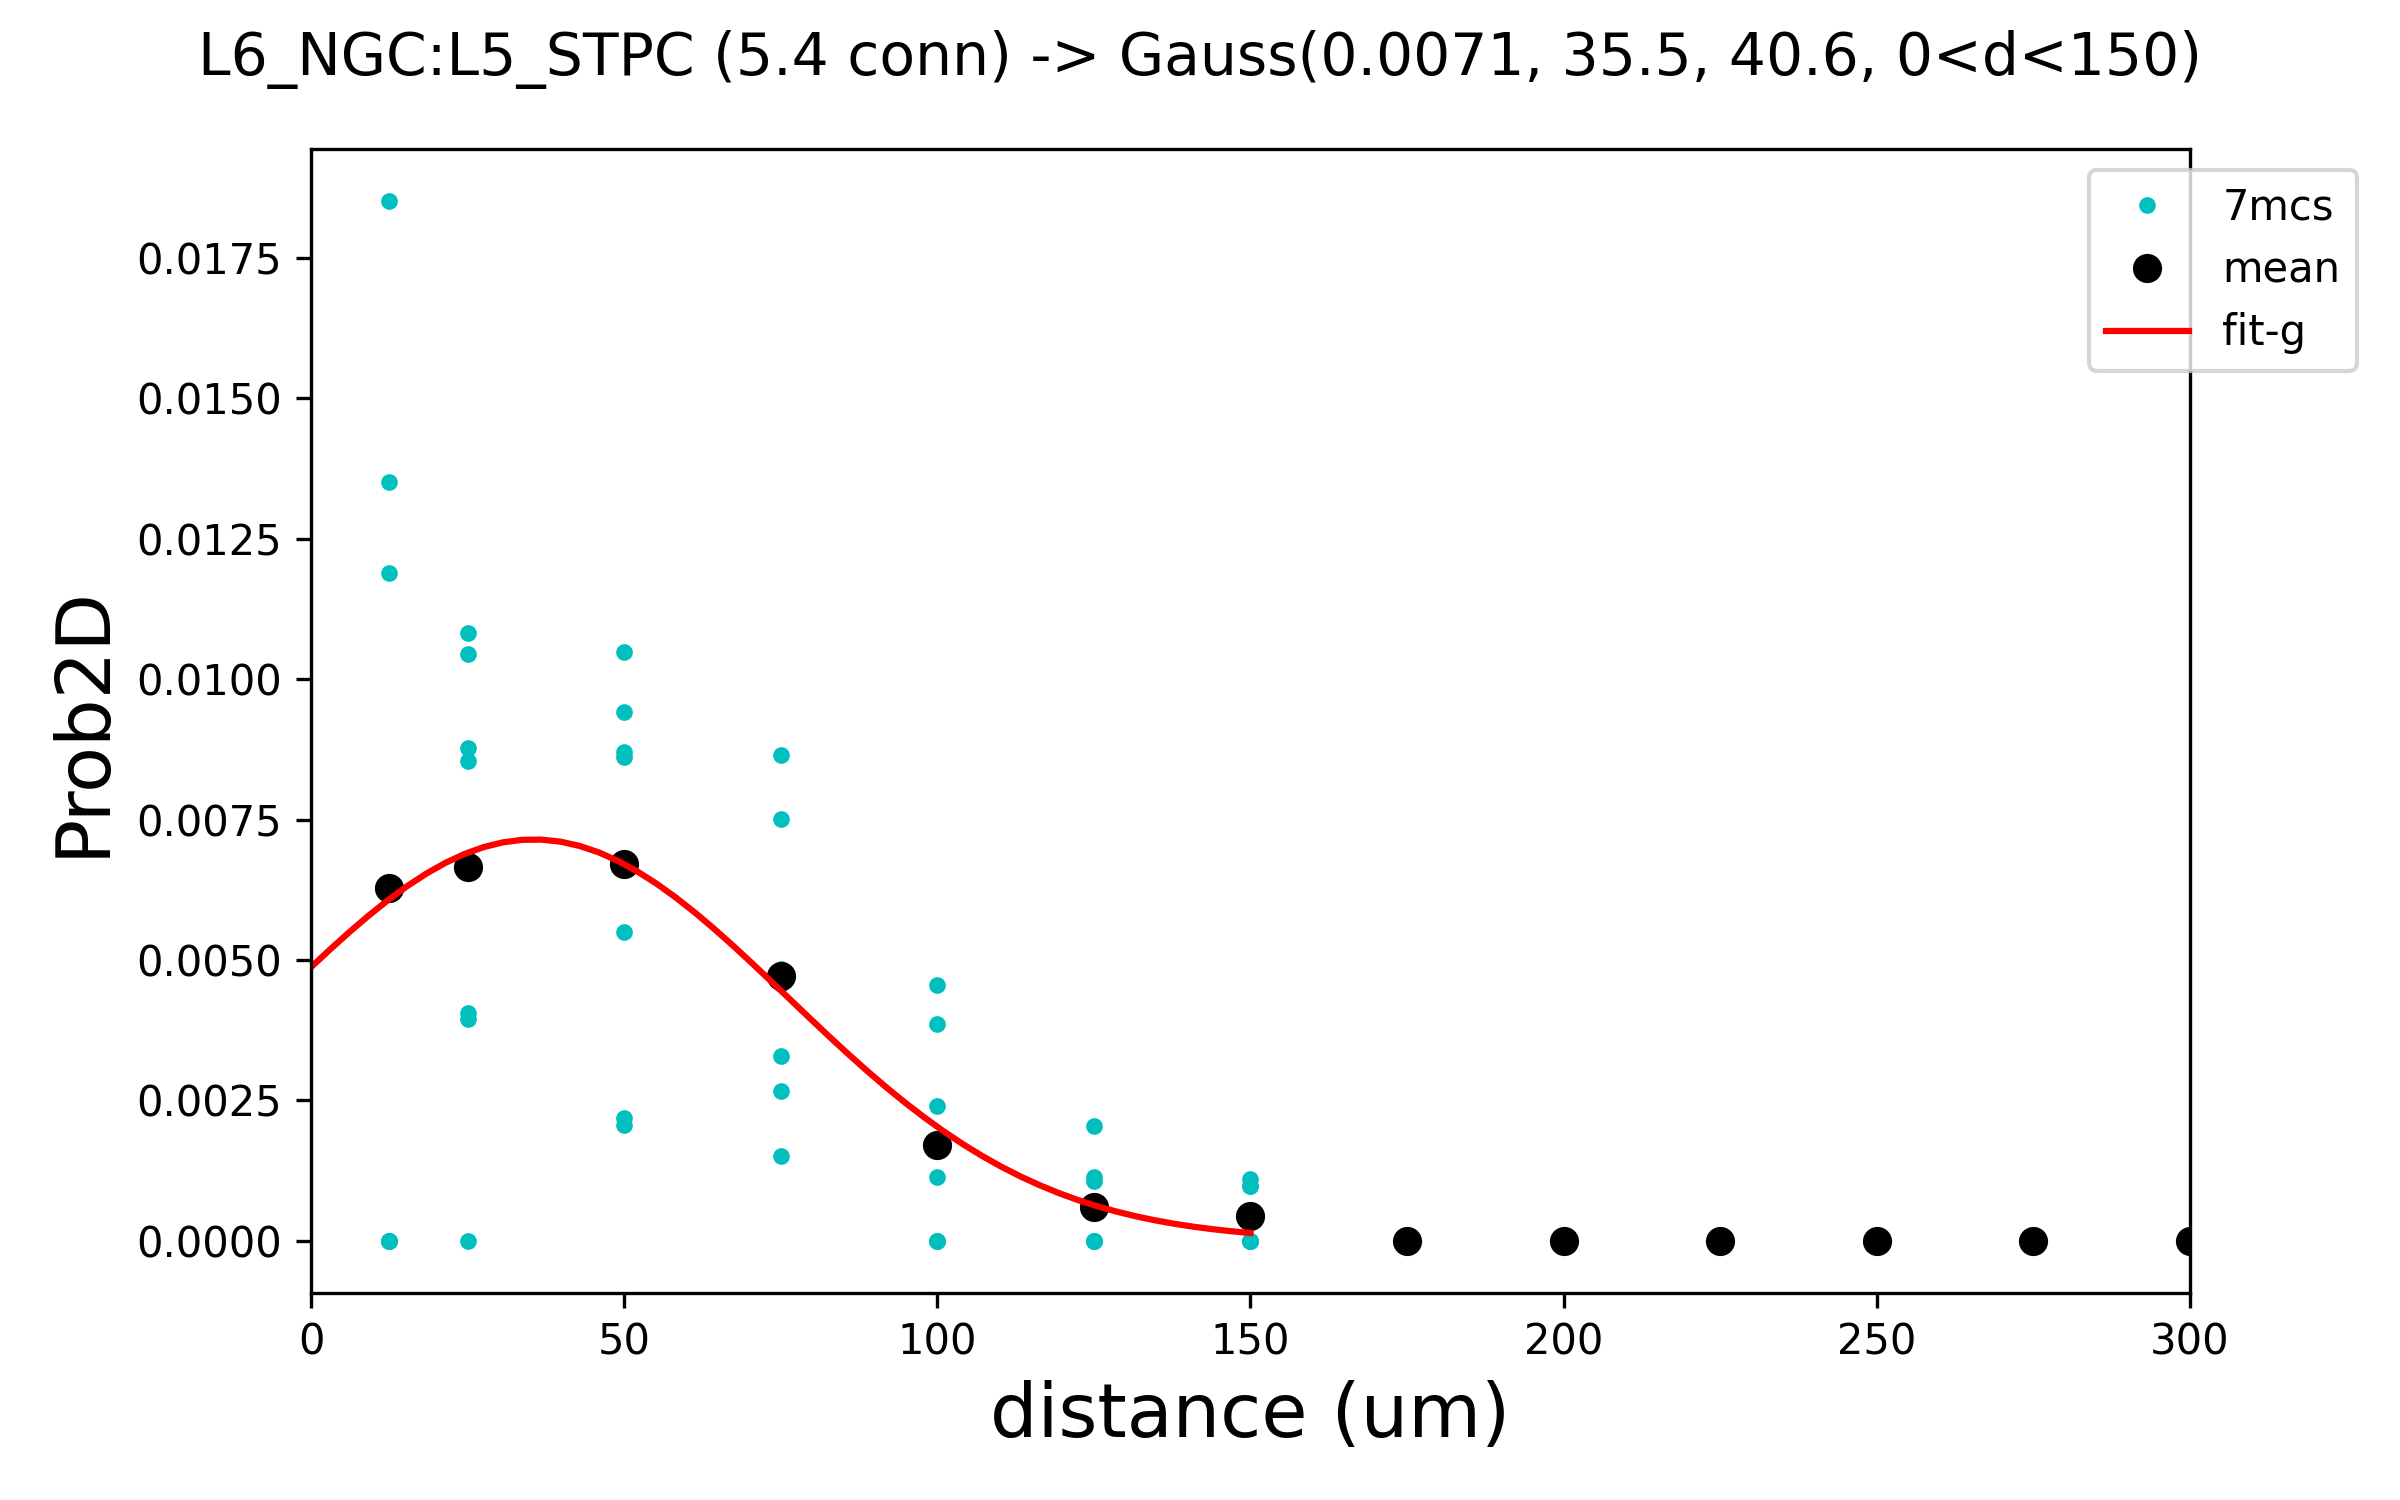 L6_NGC:L5_STPC (5.4 conn) -> Gauss(0.0071, 35.5, 40.6, 0<d<150)
7mcs
mean
fit-g
Prob2D
0.0175
0.0150
0.0125
0.0100
0.0075
0.0050
0.0025
0.0000
0 50 100 150 200 250 300
distance (um)